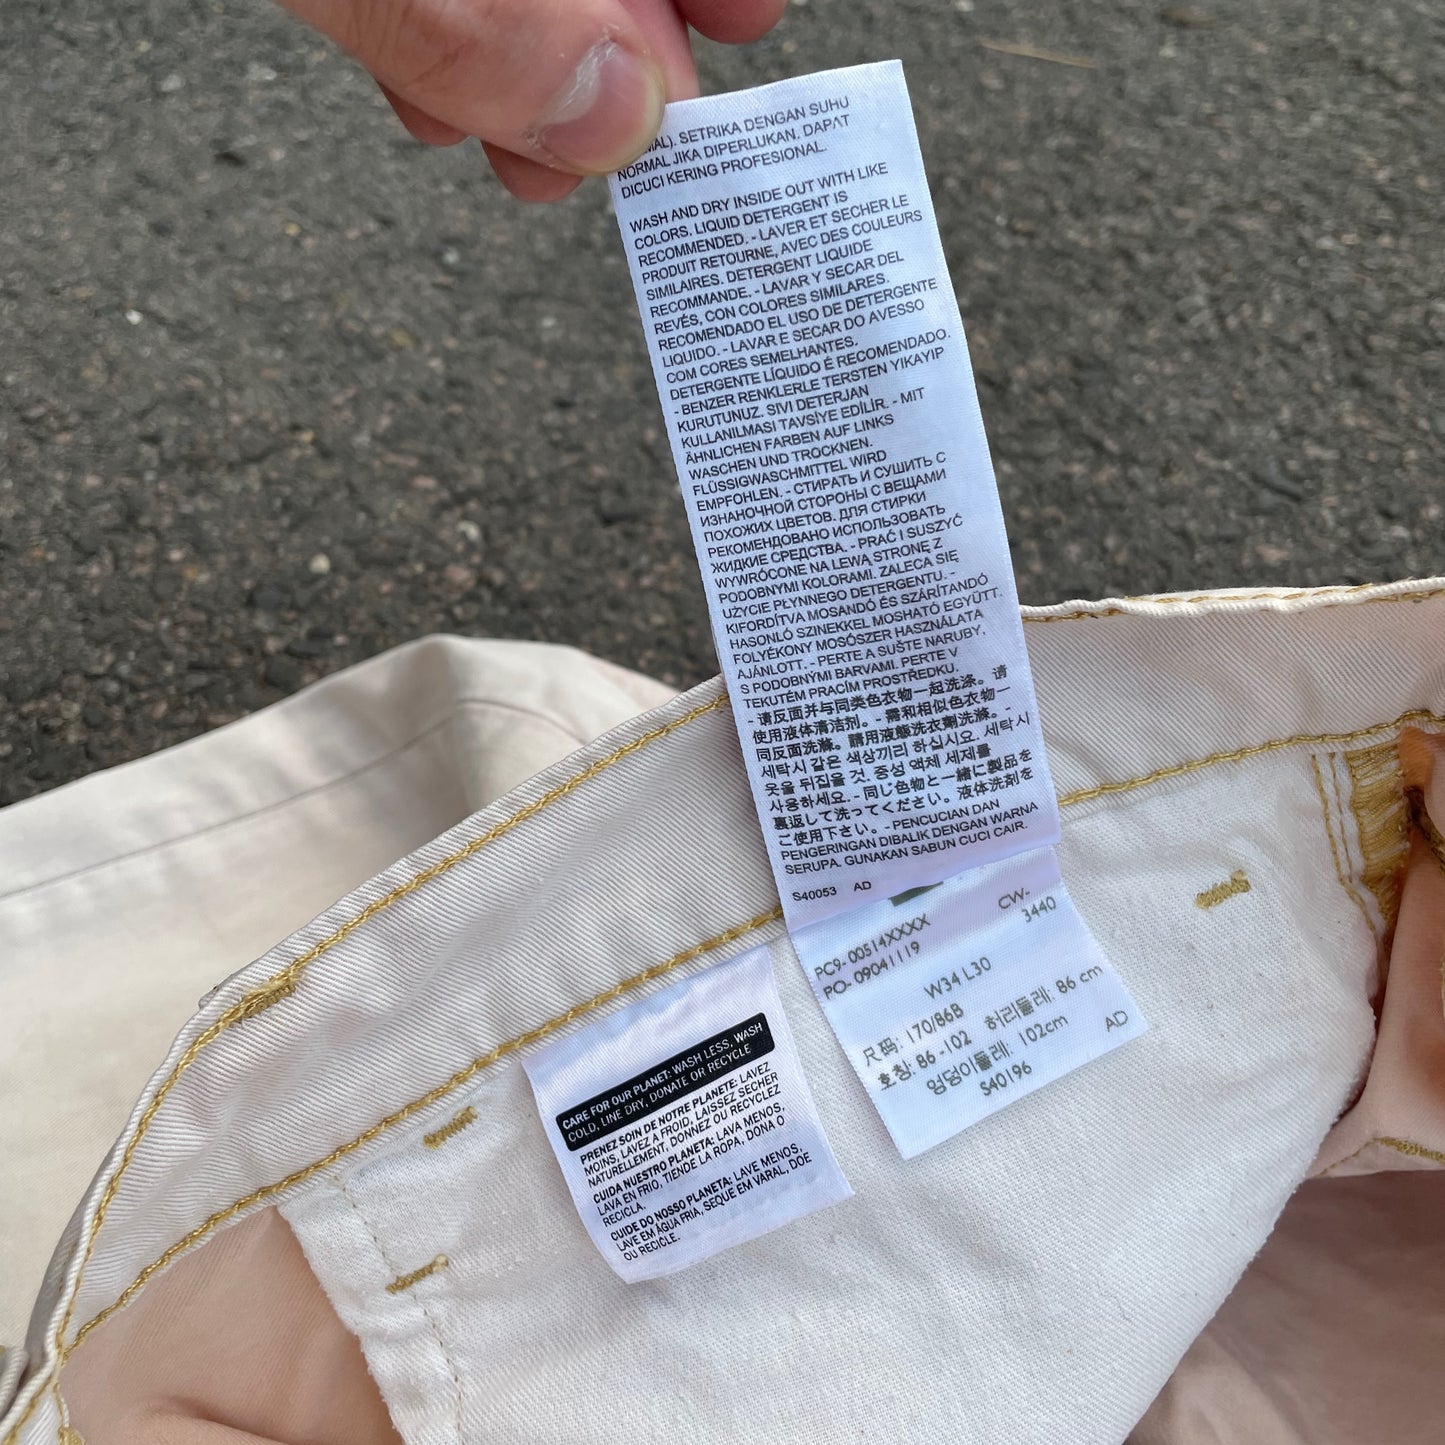 MAL). SETRIKA DENGAN SUHU
NORMAL JIKA DIPERLUKAN. DAPAT
DICUCI KERING PROFESIONAL.
WASH AND DRY INSIDE OUT WITH LIKE
COLORS. LIQUID DETERGENT IS
RECOMMENDED. - LAVER ET SECHER LE
PRODUIT RETOURNE, AVEC DES COULEURS
SIMILAIRES. DETERGENT LIQUIDE
RECOMMANDE. - LAVAR Y SECAR DEL
REVÉS, CON COLORES SIMILARES.
RECOMENDADO EL USO DE DETERGENTE
LIQUIDO. - LAVAR E SECAR DO AVESSO
COM CORES SEMELHANTES.
DETERGENTE LÍQUIDO É RECOMENDADO.
- BENZER RENKLERLE TERSTEN YIKAYIP
KURUTUNUZ. SIVI DETERJAN
KULLANILMASI TAVSİYE EDİLİR. - MIT
ÄHNLICHEN FARBEN AUF LINKS
WASCHEN UND TROCKNEN.
FLÜSSIGWASCHMITTEL WIRD
EMPFOHLEN. - СТИРАТЬ И СУШИТЬ С
ИЗНАНОЧНОЙ СТОРОНЫ С ВЕЩАМИ
ПОХОЖИХ ЦВЕТОВ. ДЛЯ СТИРКИ
РЕКОМЕНДОВАНО ИСПОЛЬЗОВАТЬ
ЖИДКИЕ СРЕДСТВА. - PRAĆ I SUSZYĆ
WYWRÓCONE NA LEWĄ STRONĘ Z
PODOBNYMI KOLORAMI. ZALECA SIĘ
UŻYCIE PŁYNNEGO DETERGENTU. -
KIFORDÍTVA MOSANDÓ ÉS SZÁRÍTANDÓ
HASONLÓ SZINEKKEL MOSHATÓ EGYÜTT.
FOLYÉKONY MOSÓSZER HASZNÁLATA
AJÁNLOTT. - PERTE A SUŠTE NARUBY,
S PODOBNÝMI BARVAMI. PERTE V
TEKUTÉM PRACÍM PROSTŘEDKU.
- 请反面并与同类色衣物一起洗涤。请
使用液体清洁剂。- 需和相似色衣物一
同反面洗滌。請用液態洗衣劑洗滌。-
세탁시 같은 색상끼리 하십시요. 세탁시
옷을 뒤집을 것. 중성 액체 세제를
사용하세요. - 同じ色物と一緒に製品を
裏返して洗ってください。液体洗剤を
ご使用下さい。- PENCUCIAN DAN
PENGERINGAN DIBALIK DENGAN WARNA
SERUPA. GUNAKAN SABUN CUCI CAIR.
S40053 AD
PC9- 00514XXXX CW-
PO- 09041119 3440
W34 L30
尺码: 170/86B
호칭: 86 -102 허리둘레: 86 cm
엉덩이둘레: 102cm
S40196 AD
CARE FOR OUR PLANET: WASH LESS, WASH
COLD, LINE DRY, DONATE OR RECYCLE
PRENEZ SOIN DE NOTRE PLANETE: LAVEZ
MOINS, LAVEZ A FROID, LAISSEZ SECHER
NATURELLEMENT, DONNEZ OU RECYCLEZ
CUIDA NUESTRO PLANETA: LAVA MENOS,
LAVA EN FRIO, TIENDE LA ROPA, DONA O
RECICLA.
CUIDE DO NOSSO PLANETA: LAVE MENOS,
LAVE EM ÁGUA FRIA, SEQUE EM VARAL, DOE
OU RECICLE.